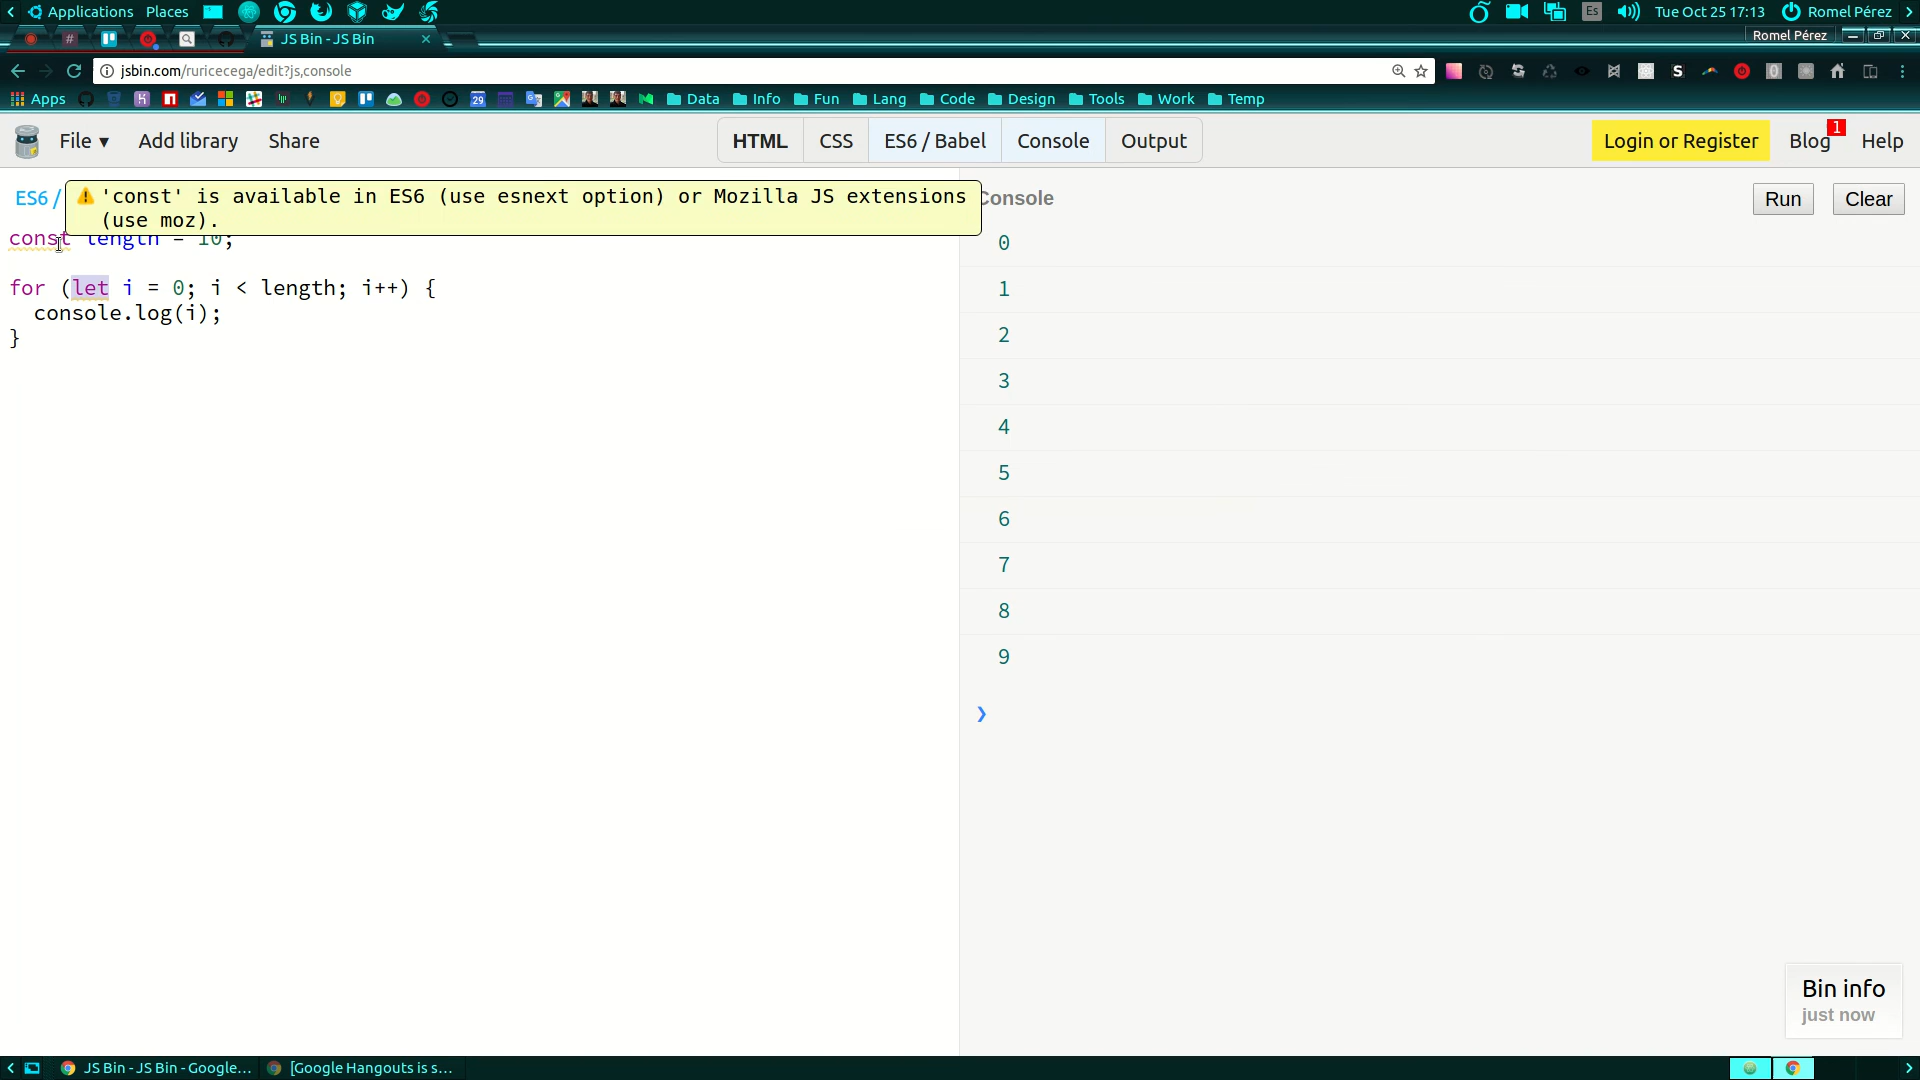 Applications Places Es Tue Oct 25 17:13 Romel Pérez
# JS Bin - JS Bin × Romel Pérez
jsbin.com/ruricecega/edit?js,console
Apps Data Info Fun Lang Code Design Tools Work Temp
File ▾ Add library Share HTML CSS ES6 / Babel Console Output Login or Register Blog 1 Help
ES6 / Console Run Clear
'const' is available in ES6 (use esnext option) or Mozilla JS extensions
(use moz).
const length = 10;
for (let i = 0; i < length; i++) {
console.log(i);
}
0
1
2
3
4
5
6
7
8
9
❯
Bin info
just now
JS Bin - JS Bin - Google... [Google Hangouts is s...